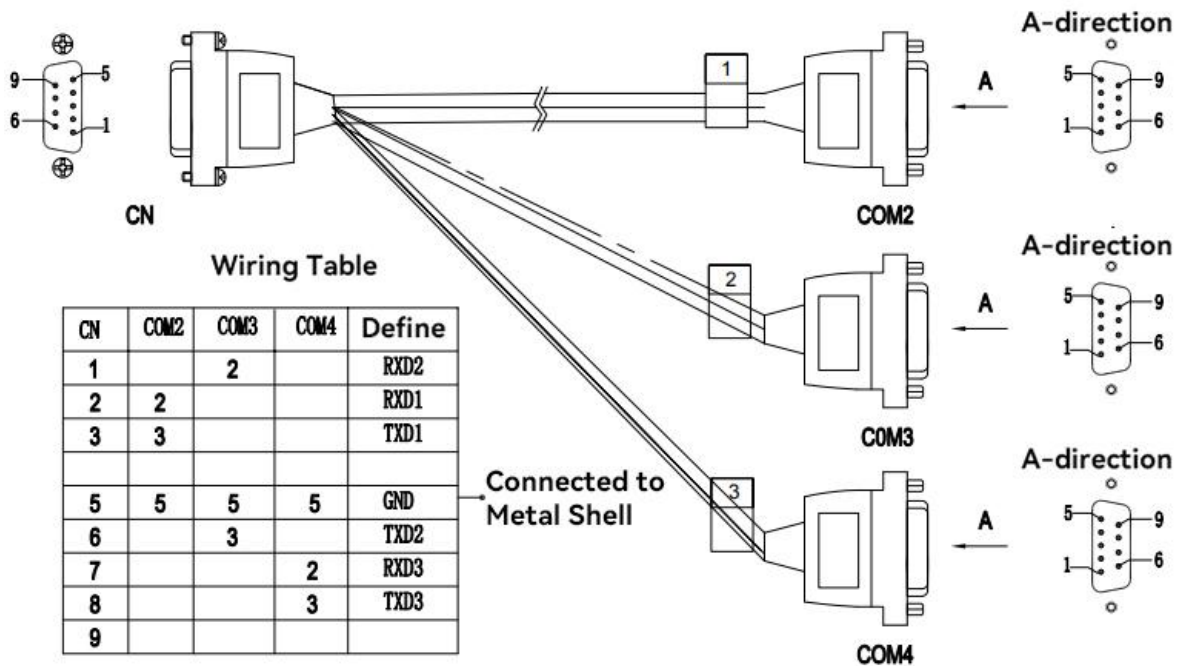 A-direction
9
5
6
1
1
A
5
9
1
6
CN
COM2
Wiring Table
2
A-direction
A
5
9
1
6
C0M3
CN COM2 COM3 COM4 Define
1 2 RXD2
2 2 RXD1
3 3 TXD1
5 5 5 5 GND
6 3 TXD2
7 2 RXD3
8 3 TXD3
9
Connected to
Metal Shell
3
A-direction
A
5
9
1
6
COM4